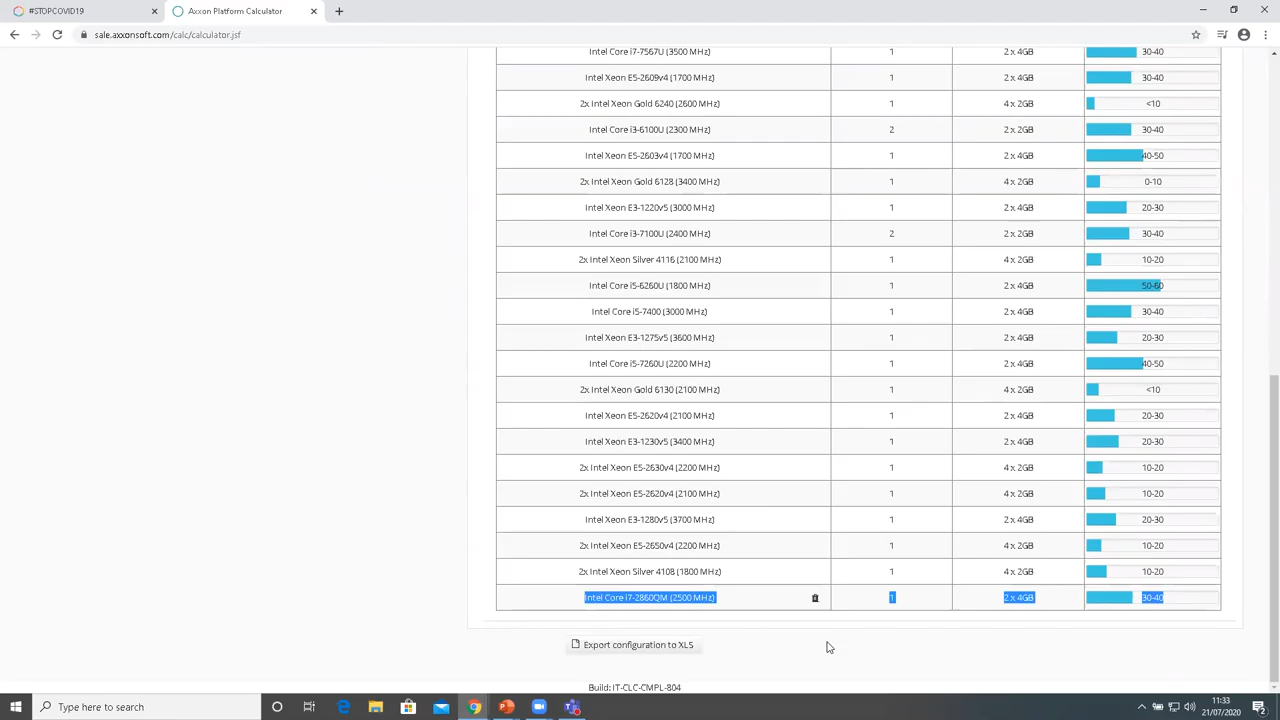 #STOPCOVID19
Axxon Platform Calculator
sale.axxonsoft.com/calc/calculator.jsf
Intel Core i7-7567U (3500 MHz) 1 2 x 4GB 30-40
Intel Xeon E5-2609v4 (1700 MHz) 1 2 x 4GB 30-40
2x Intel Xeon Gold 6240 (2600 MHz) 1 4 x 2GB <10
Intel Core i3-6100U (2300 MHz) 2 2 x 2GB 30-40
Intel Xeon E5-2603v4 (1700 MHz) 1 2 x 4GB 40-50
2x Intel Xeon Gold 6128 (3400 MHz) 1 4 x 2GB 0-10
Intel Xeon E3-1220v5 (3000 MHz) 1 2 x 4GB 20-30
Intel Core i3-7100U (2400 MHz) 2 2 x 2GB 30-40
2x Intel Xeon Silver 4116 (2100 MHz) 1 4 x 2GB 10-20
Intel Core i5-6260U (1800 MHz) 1 2 x 4GB 50-60
Intel Core i5-7400 (3000 MHz) 1 2 x 4GB 30-40
Intel Xeon E3-1275v5 (3600 MHz) 1 2 x 4GB 20-30
Intel Core i5-7260U (2200 MHz) 1 2 x 4GB 40-50
2x Intel Xeon Gold 6130 (2100 MHz) 1 4 x 2GB <10
Intel Xeon E5-2620v4 (2100 MHz) 1 2 x 4GB 20-30
Intel Xeon E3-1230v5 (3400 MHz) 1 2 x 4GB 20-30
2x Intel Xeon E5-2630v4 (2200 MHz) 1 4 x 2GB 10-20
2x Intel Xeon E5-2620v4 (2100 MHz) 1 4 x 2GB 10-20
Intel Xeon E3-1280v5 (3700 MHz) 1 2 x 4GB 20-30
2x Intel Xeon E5-2650v4 (2200 MHz) 1 4 x 2GB 10-20
2x Intel Xeon Silver 4108 (1800 MHz) 1 4 x 2GB 10-20
Intel Core i7-2860QM (2500 MHz) 1 2 x 4GB 30-40
Export configuration to XLS
Build: IT-CLC-CMPL-804
Type here to search
11:33
21/07/2020
2